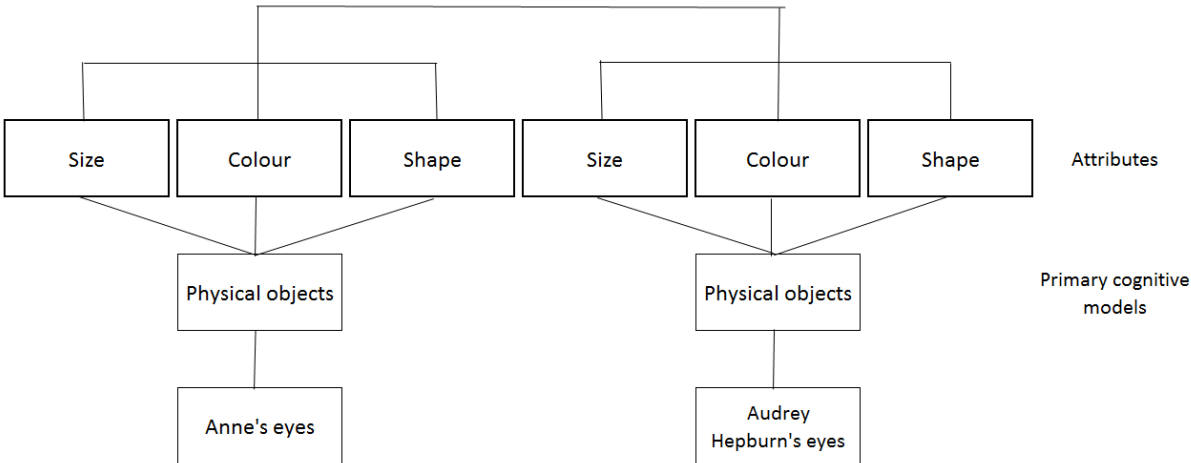 Size
Colour
Shape
Size
Colour
Shape
Attributes
Physical objects
Physical objects
Primary cognitive
models
Anne's eyes
Audrey
Hepburn's eyes